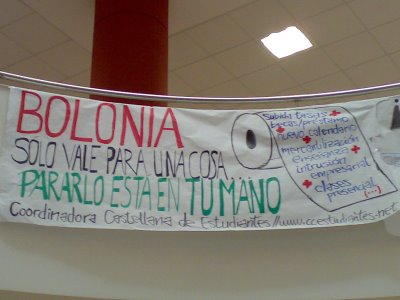 BOLONIA
SOLO VALE PARA UNA COSA
PARARLO ESTÁ EN TU MANO
Coordinadora Castellana de Estudiantes//www.ccestudiantes.net
Subida tasas
becas/préstamo
+ nuevo calendario
mercantilización
enseñanza +
+ intrusión
empresarial
+ clases
presencial
(...)